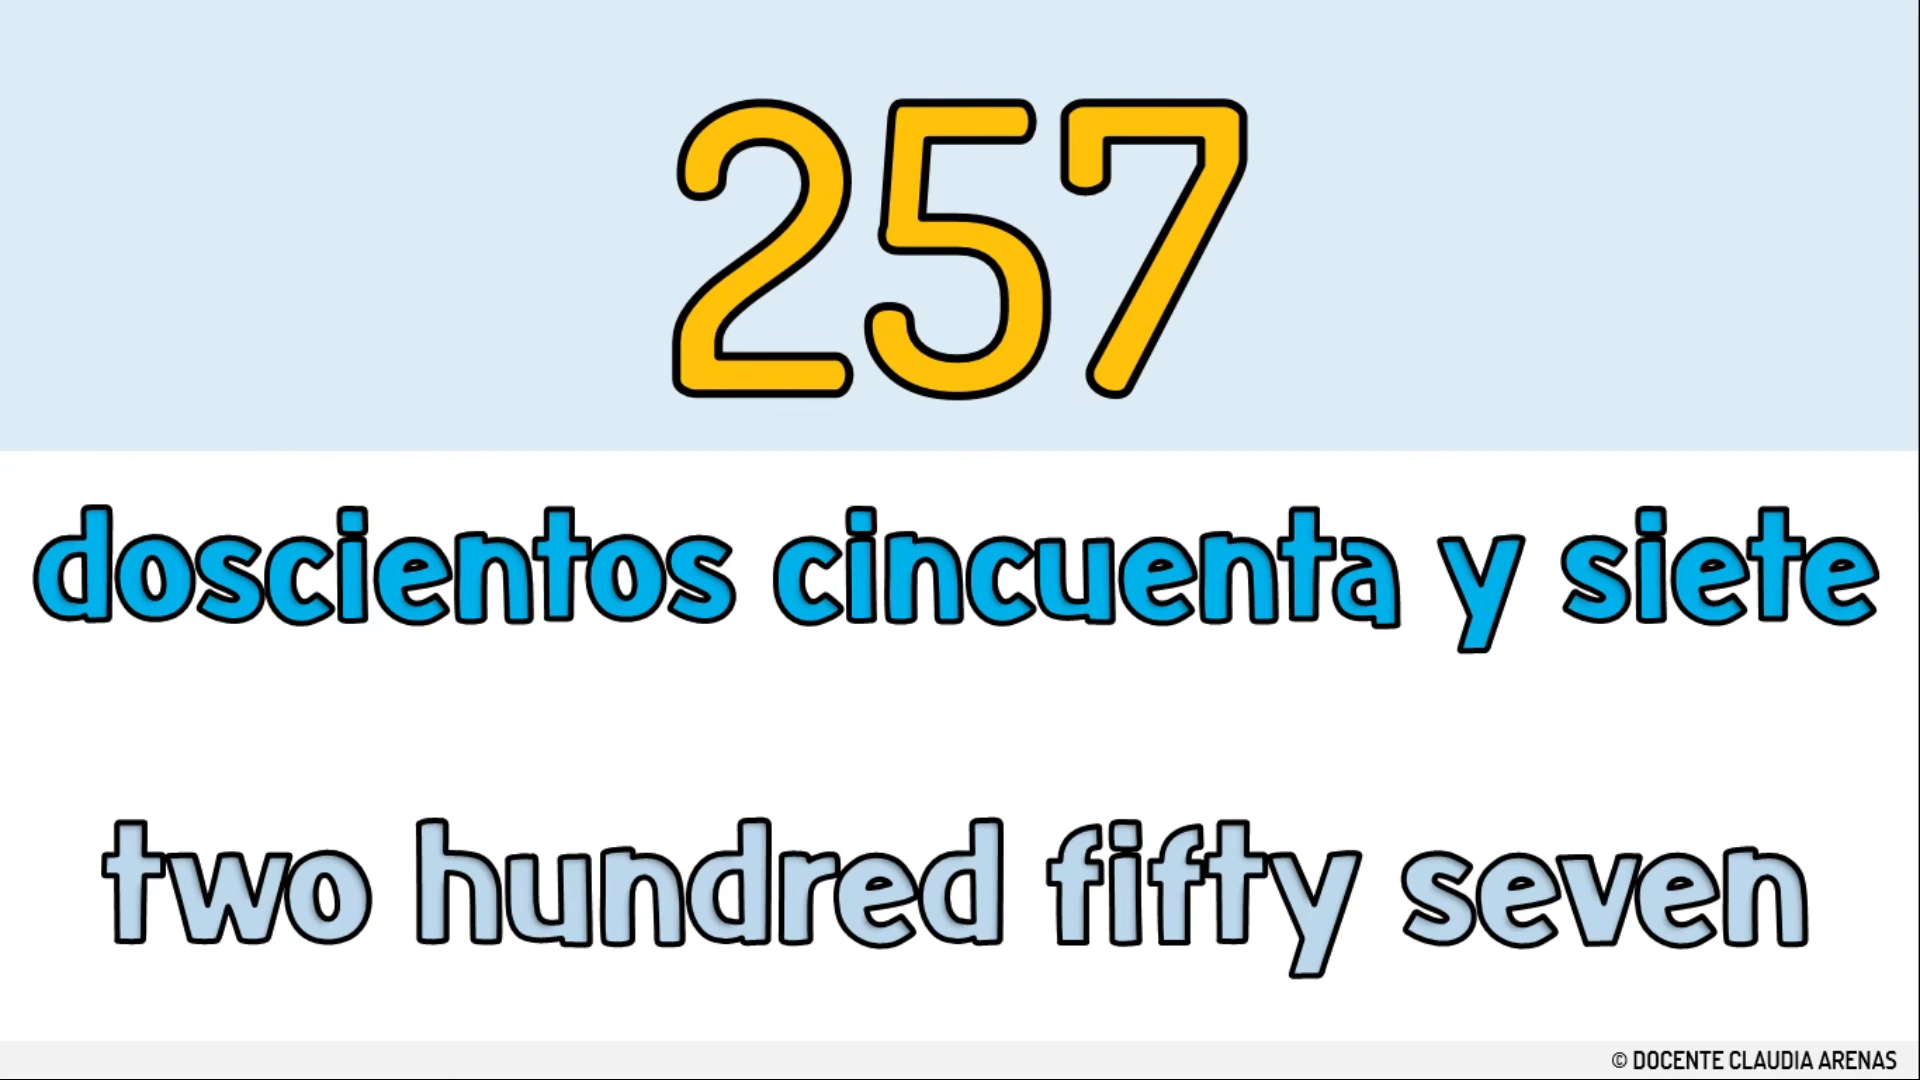 257
doscientos cincuenta y siete
two hundred fifty seven
© DOCENTE CLAUDIA ARENAS